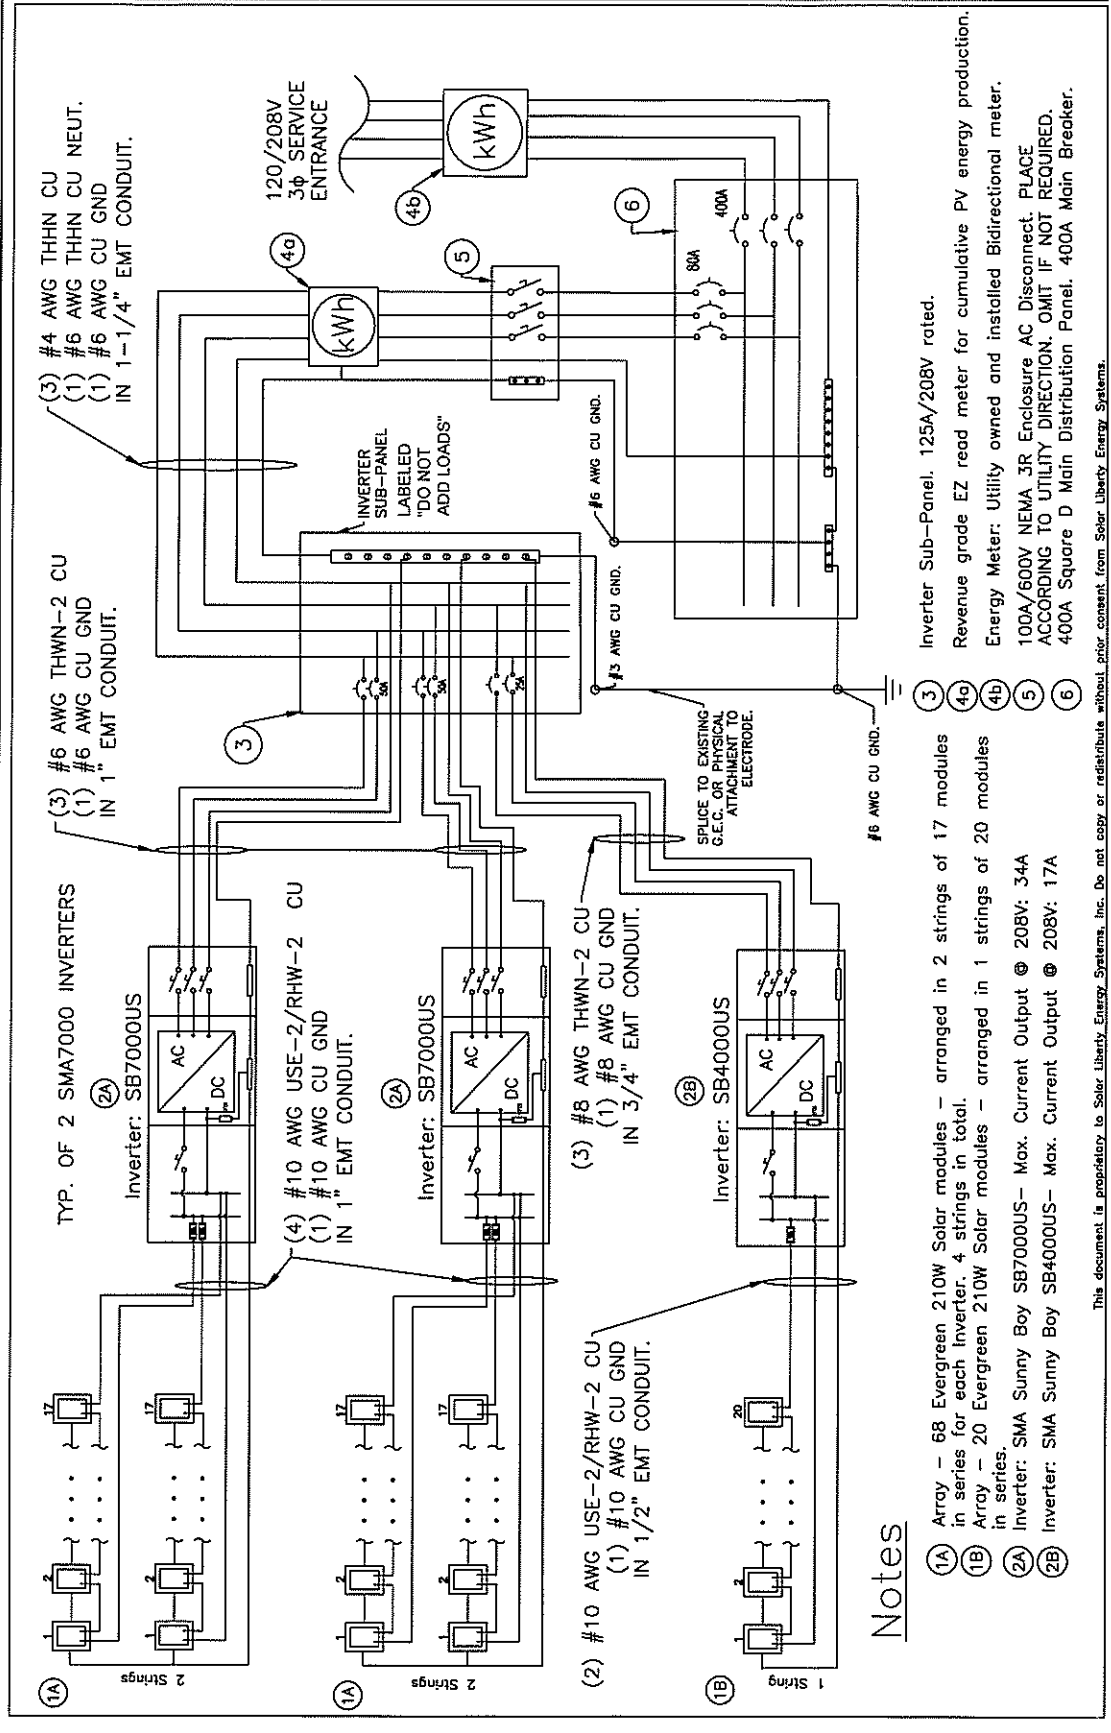 TYP. OF 2 SMA7000 INVERTERS
(3) #6 AWG THWN-2 CU
(1) #6 AWG CU GND
IN 1" EMT CONDUIT.
(3) #4 AWG THHN CU
(1) #6 AWG THHN CU NEUT.
(1) #6 AWG CU GND
IN 1-1/4" EMT CONDUIT.
120/208V
3ϕ SERVICE
ENTRANCE
1A
2 Strings
1
2
17
1
2
17
2A
Inverter: SB7000US
AC
DC
(4) #10 AWG USE-2/RHW-2 CU
(1) #10 AWG CU GND
IN 1" EMT CONDUIT.
1A
2 Strings
1
2
17
1
2
17
2A
Inverter: SB7000US
AC
DC
(2) #10 AWG USE-2/RHW-2 CU
(1) #10 AWG CU GND
IN 1/2" EMT CONDUIT.
(3) #8 AWG THWN-2 CU
(1) #8 AWG CU GND
IN 3/4" EMT CONDUIT.
1B
1 String
1
2
20
2B
Inverter: SB4000US
AC
DC
3
INVERTER
SUB-PANEL
LABELED
"DO NOT
ADD LOADS"
50A
50A
25A
4a
kWh
4b
kWh
5
6
80A
400A
#6 AWG CU GND.
#3 AWG CU GND.
SPLICE TO EXISTING
G.E.C. OR PHYSICAL
ATTACHMENT TO
ELECTRODE.
#6 AWG CU GND.
Notes
1A Array - 68 Evergreen 210W Solar modules - arranged in 2 strings of 17 modules
in series for each Inverter. 4 strings in total.
1B Array - 20 Evergreen 210W Solar modules - arranged in 1 strings of 20 modules
in series.
2A Inverter: SMA Sunny Boy SB7000US- Max. Current Output @ 208V: 34A
2B Inverter: SMA Sunny Boy SB4000US- Max. Current Output @ 208V: 17A
3 Inverter Sub-Panel. 125A/208V rated.
4a Revenue grade EZ read meter for cumulative PV energy production.
4b Energy Meter: Utility owned and installed Bidirectional meter.
5 100A/600V NEMA 3R Enclosure AC Disconnect. PLACE
ACCORDING TO UTILITY DIRECTION. OMIT IF NOT REQUIRED.
6 400A Square D Main Distribution Panel. 400A Main Breaker.
This document is proprietary to Solar Liberty Energy Systems, Inc. Do not copy or redistribute without prior consent from Solar Liberty Energy Systems.